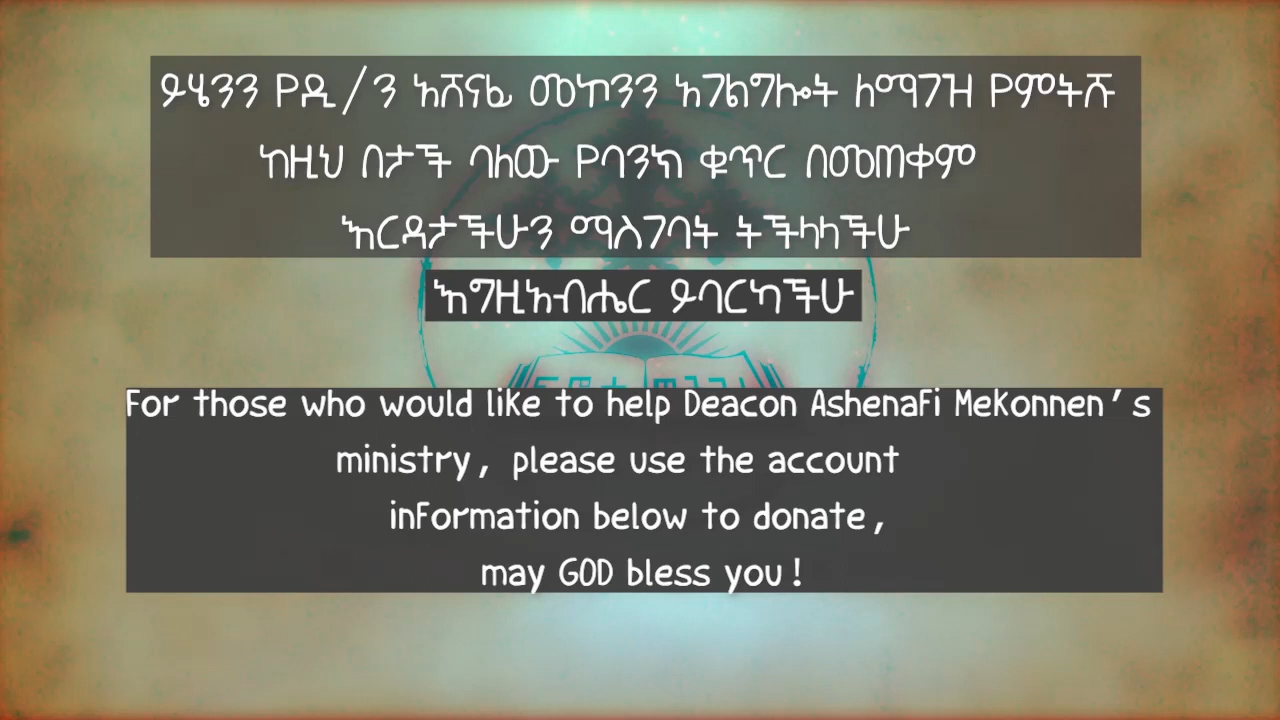 ይሄንን የዲ/ን አሸናፊ መኮንን አገልግሎት ለማገዝ የምትሹ
ከዚህ በታች ባለው የባንክ ቁጥር በመጠቀም
እርዳታችሁን ማስገባት ትችላላችሁ
እግዚአብሔር ይባርካችሁ
For those who would like to help Deacon Ashenafi Mekonnen's
ministry, please use the account
information below to donate,
may GOD bless you!